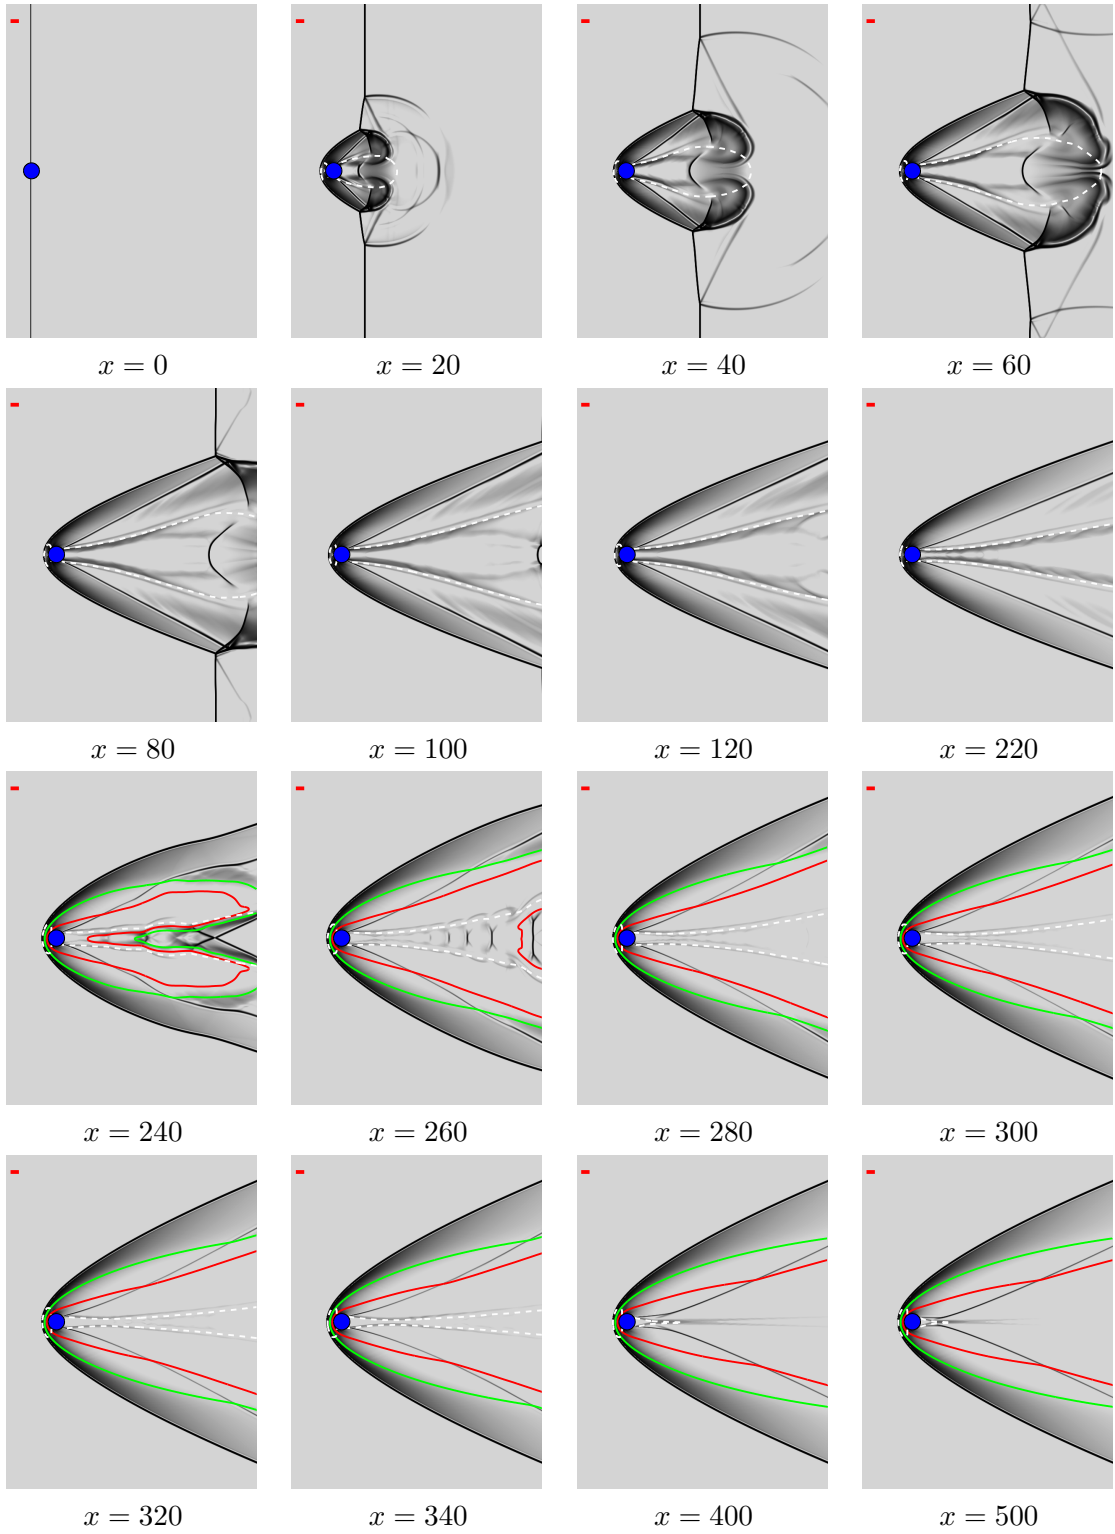 x = 0 x = 20 x = 40 x = 60
x = 80 x = 100 x = 120 x = 220
x = 240 x = 260 x = 280 x = 300
x = 320 x = 340 x = 400 x = 500